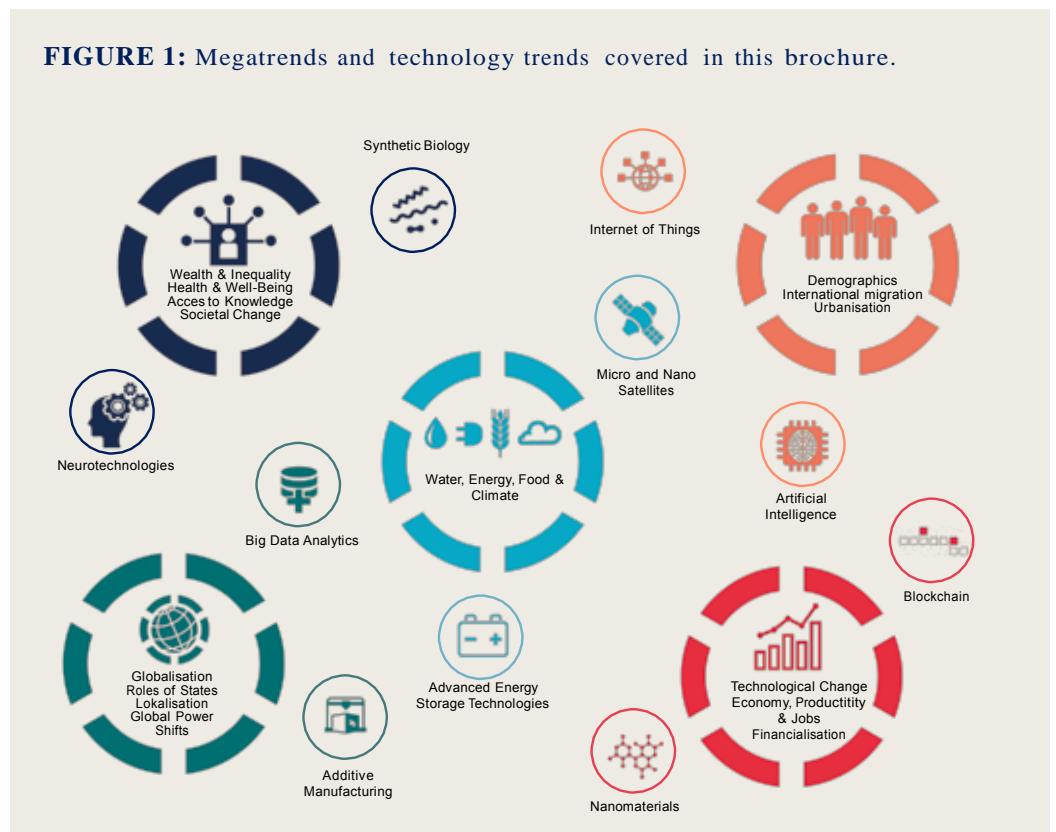 FIGURE 1: Megatrends and technology trends covered in this brochure.
Synthetic Biology
Internet of Things
Wealth & Inequality
Health & Well-Being
Acces to Knowledge
Societal Change
Demographics
International migration
Urbanisation
Micro and Nano
Satellites
Neurotechnologies
Water, Energy, Food &
Climate
Big Data Analytics
Artificial
Intelligence
Blockchain
Globalisation
Roles of States
Lokalisation
Global Power
Shifts
Advanced Energy
Storage Technologies
Technological Change
Economy, Productitity
& Jobs
Financialisation
Additive
Manufacturing
Nanomaterials